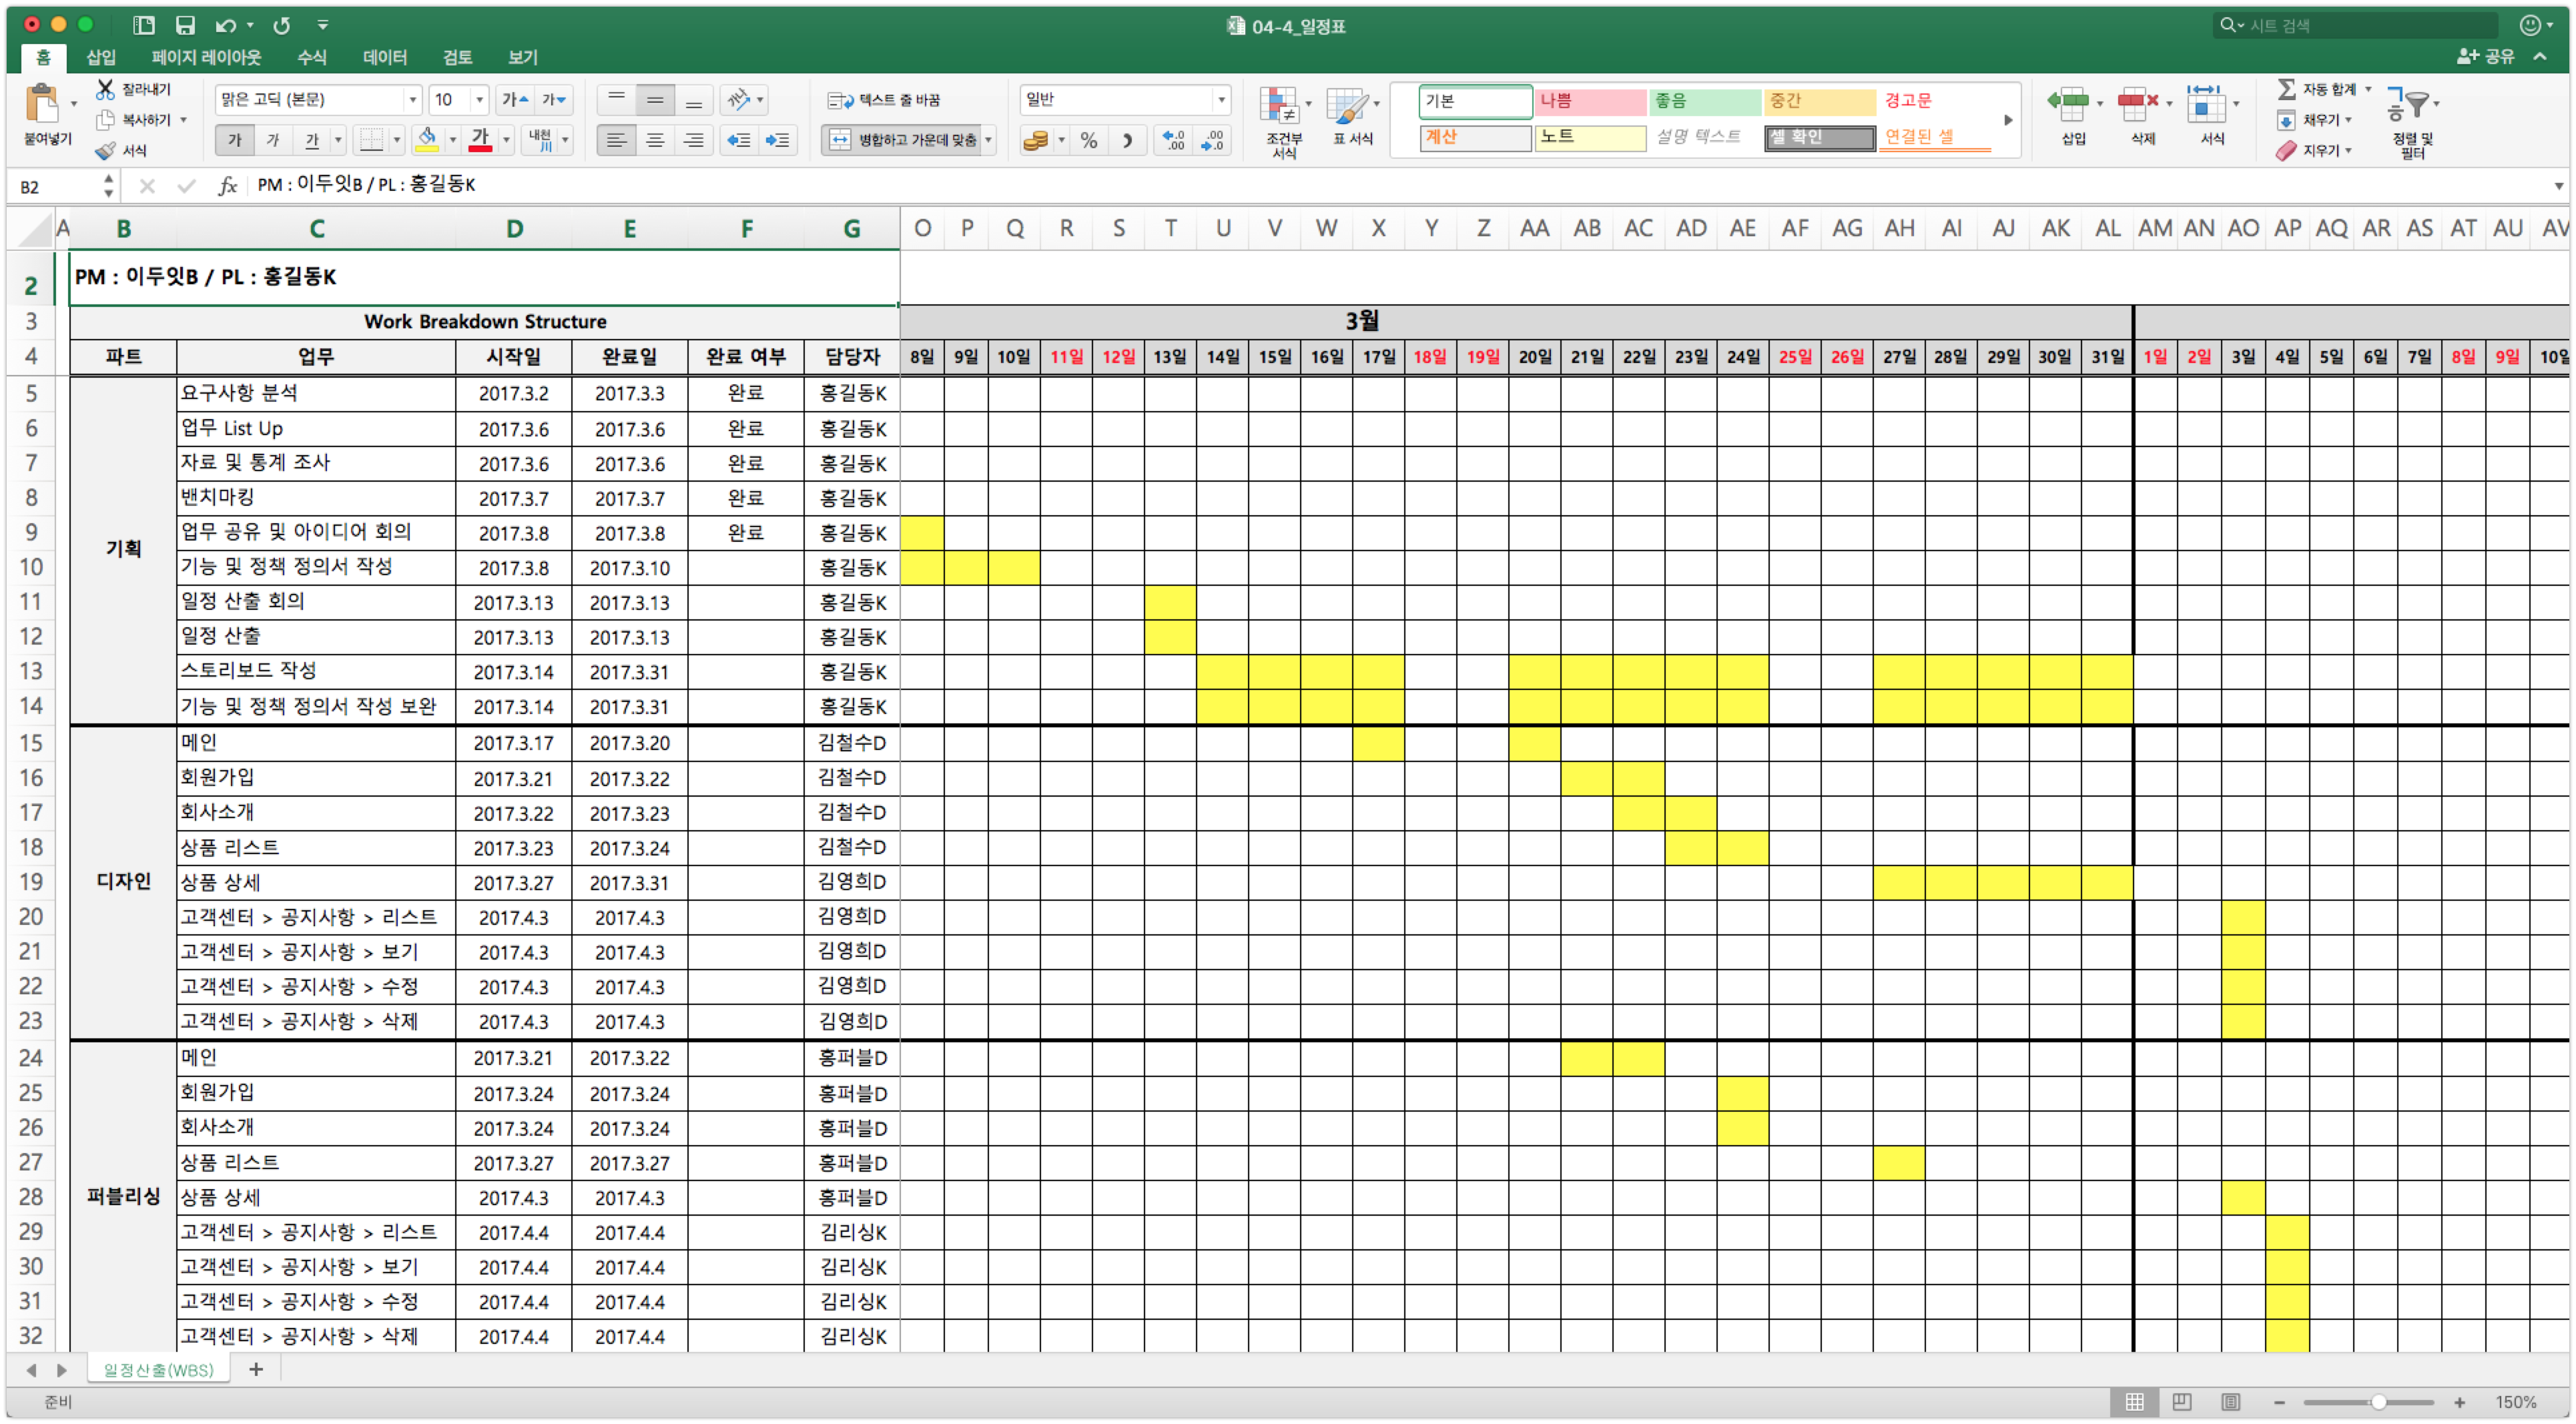 04-4_일정표
시트 검색
홈 삽입 페이지 레이아웃 수식 데이터 검토 보기
공유
붙여넣기
잘라내기
복사하기
서식
맑은 고딕 (본문) 10 가 가
가 가 가 가 내천 川
가나
텍스트 줄 바꿈
병합하고 가운데 맞춤
일반
%
조건부 서식
표 서식
기본 나쁨 좋음 중간 경고문
계산 노트 설명 텍스트 셀 확인 연결된 셀
삽입 삭제 서식
자동 합계
채우기
지우기
정렬 및 필터
B2 fx PM : 이두잇B / PL : 홍길동K
A B C D E F G O P Q R S T U V W X Y Z AA AB AC AD AE AF AG AH AI AJ AK AL AM AN AO AP AQ AR AS AT AU AV
2 PM : 이두잇B / PL : 홍길동K
3 Work Breakdown Structure 3월
4 파트 업무 시작일 완료일 완료 여부 담당자 8일 9일 10일 11일 12일 13일 14일 15일 16일 17일 18일 19일 20일 21일 22일 23일 24일 25일 26일 27일 28일 29일 30일 31일 1일 2일 3일 4일 5일 6일 7일 8일 9일 10일
5 요구사항 분석 2017.3.2 2017.3.3 완료 홍길동K
6 업무 List Up 2017.3.6 2017.3.6 완료 홍길동K
7 자료 및 통계 조사 2017.3.6 2017.3.6 완료 홍길동K
8 밴치마킹 2017.3.7 2017.3.7 완료 홍길동K
9 업무 공유 및 아이디어 회의 2017.3.8 2017.3.8 완료 홍길동K
기획
10 기능 및 정책 정의서 작성 2017.3.8 2017.3.10 홍길동K
11 일정 산출 회의 2017.3.13 2017.3.13 홍길동K
12 일정 산출 2017.3.13 2017.3.13 홍길동K
13 스토리보드 작성 2017.3.14 2017.3.31 홍길동K
14 기능 및 정책 정의서 작성 보완 2017.3.14 2017.3.31 홍길동K
15 메인 2017.3.17 2017.3.20 김철수D
16 회원가입 2017.3.21 2017.3.22 김철수D
17 회사소개 2017.3.22 2017.3.23 김철수D
18 상품 리스트 2017.3.23 2017.3.24 김철수D
19 디자인 상품 상세 2017.3.27 2017.3.31 김영희D
20 고객센터 > 공지사항 > 리스트 2017.4.3 2017.4.3 김영희D
21 고객센터 > 공지사항 > 보기 2017.4.3 2017.4.3 김영희D
22 고객센터 > 공지사항 > 수정 2017.4.3 2017.4.3 김영희D
23 고객센터 > 공지사항 > 삭제 2017.4.3 2017.4.3 김영희D
24 메인 2017.3.21 2017.3.22 홍퍼블D
25 회원가입 2017.3.24 2017.3.24 홍퍼블D
26 회사소개 2017.3.24 2017.3.24 홍퍼블D
27 상품 리스트 2017.3.27 2017.3.27 홍퍼블D
28 퍼블리싱 상품 상세 2017.4.3 2017.4.3 홍퍼블D
29 고객센터 > 공지사항 > 리스트 2017.4.4 2017.4.4 김리싱K
30 고객센터 > 공지사항 > 보기 2017.4.4 2017.4.4 김리싱K
31 고객센터 > 공지사항 > 수정 2017.4.4 2017.4.4 김리싱K
32 고객센터 > 공지사항 > 삭제 2017.4.4 2017.4.4 김리싱K
일정산출(WBS)
준비 150%